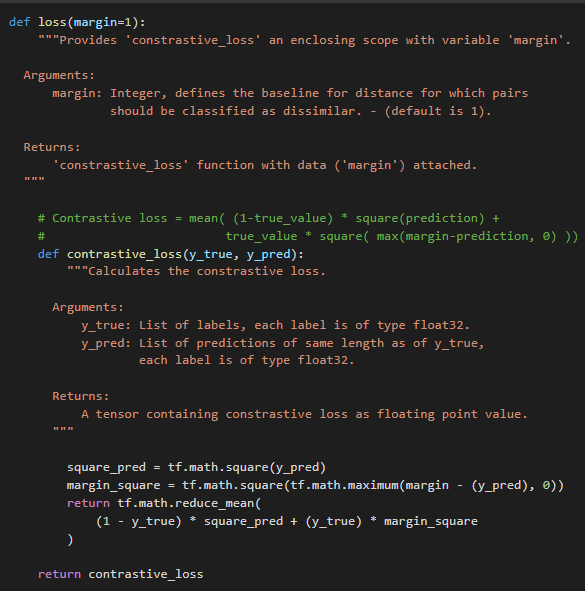 def loss(margin=1):
    """Provides 'constrastive_loss' an enclosing scope with variable 'margin'.

  Arguments:
      margin: Integer, defines the baseline for distance for which pairs
              should be classified as dissimilar. - (default is 1).

  Returns:
      'constrastive_loss' function with data ('margin') attached.
  """

    # Contrastive loss = mean( (1-true_value) * square(prediction) +
    #                         true_value * square( max(margin-prediction, 0) ))
    def contrastive_loss(y_true, y_pred):
        """Calculates the constrastive loss.

      Arguments:
          y_true: List of labels, each label is of type float32.
          y_pred: List of predictions of same length as of y_true,
                  each label is of type float32.

      Returns:
          A tensor containing constrastive loss as floating point value.
      """

        square_pred = tf.math.square(y_pred)
        margin_square = tf.math.square(tf.math.maximum(margin - (y_pred), 0))
        return tf.math.reduce_mean(
            (1 - y_true) * square_pred + (y_true) * margin_square
        )

    return contrastive_loss